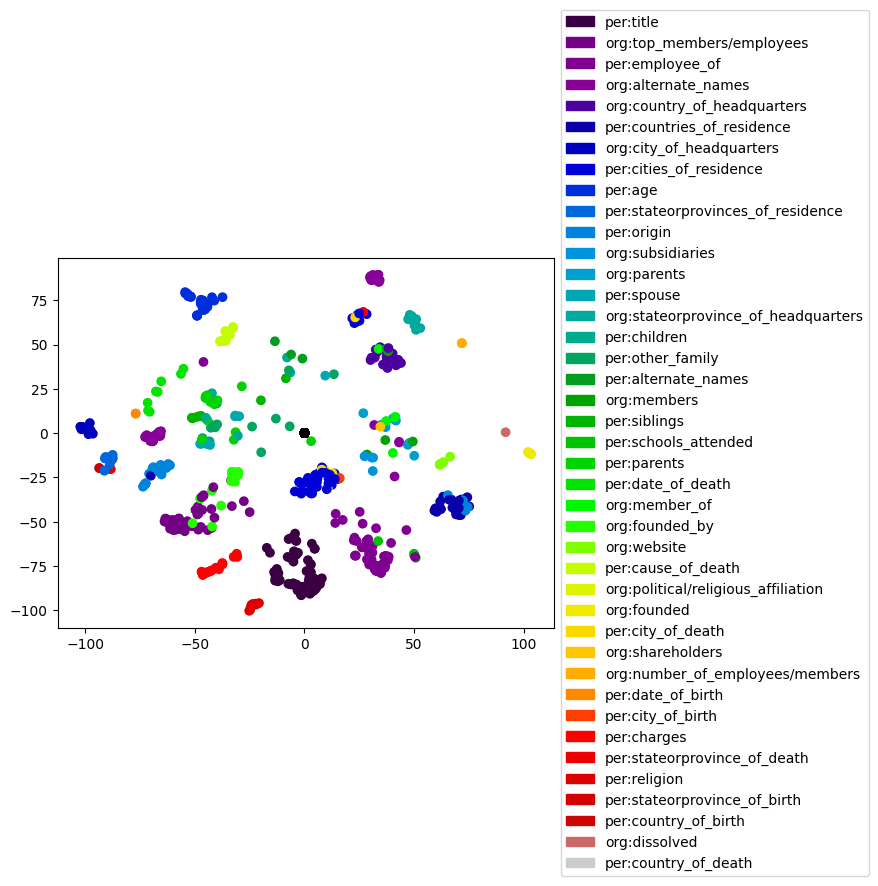 per:title
org:top_members/employees
per:employee_of
org:alternate_names
org:country_of_headquarters
per:countries_of_residence
org:city_of_headquarters
per:cities_of_residence
per:age
per:stateorprovinces_of_residence
per:origin
org:subsidiaries
org:parents
per:spouse
org:stateorprovince_of_headquarters
per:children
per:other_family
per:alternate_names
org:members
per:siblings
per:schools_attended
per:parents
per:date_of_death
org:member_of
org:founded_by
org:website
per:cause_of_death
org:political/religious_affiliation
org:founded
per:city_of_death
org:shareholders
org:number_of_employees/members
per:date_of_birth
per:city_of_birth
per:charges
per:stateorprovince_of_death
per:religion
per:stateorprovince_of_birth
per:country_of_birth
org:dissolved
per:country_of_death
75
50
25
0
−25
−50
−75
−100
−100 −50 0 50 100